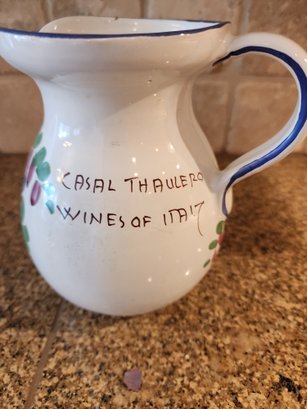 CASAL THAULERO
WINES OF ITALY